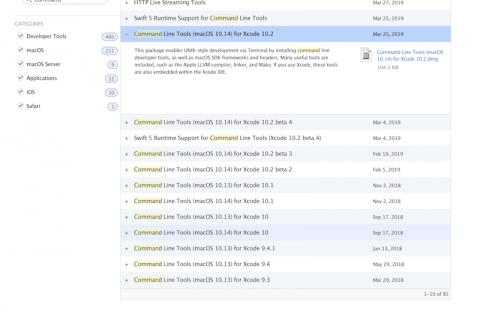 command
HTTP Live Streaming Tools Mar 27, 2019
CATEGORIES
Developer Tools 460
macOS 211
macOS Server 9
Applications 12
iOS 10
Safari 1
+ Swift 5 Runtime Support for Command Line Tools Mar 25, 2019
− Command Line Tools (macOS 10.14) for Xcode 10.2 Mar 25, 2019
This package enables UNIX-style development via Terminal by installing command line
developer tools, as well as macOS SDK frameworks and headers. Many useful tools are
included, such as the Apple LLVM compiler, linker, and Make. If you use Xcode, these tools
are also embedded within the Xcode IDE.
Command Line Tools (macOS
10.14) for Xcode 10.2.dmg
194.3 MB
+ Command Line Tools (macOS 10.14) for Xcode 10.2 beta 4 Mar 4, 2019
+ Swift 5 Runtime Support for Command Line Tools (Xcode 10.2 beta 4) Mar 4, 2019
+ Command Line Tools (macOS 10.14) for Xcode 10.2 beta 3 Feb 19, 2019
+ Command Line Tools (macOS 10.14) for Xcode 10.2 beta 2 Feb 5, 2019
+ Command Line Tools (macOS 10.13) for Xcode 10.1 Nov 2, 2018
+ Command Line Tools (macOS 10.14) for Xcode 10.1 Nov 2, 2018
+ Command Line Tools (macOS 10.13) for Xcode 10 Sep 17, 2018
+ Command Line Tools (macOS 10.14) for Xcode 10 Sep 17, 2018
+ Command Line Tools (macOS 10.13) for Xcode 9.4.1 Jun 13, 2018
+ Command Line Tools (macOS 10.13) for Xcode 9.4 May 29, 2018
+ Command Line Tools (macOS 10.13) for Xcode 9.3 Mar 29, 2018
1–19 of 85